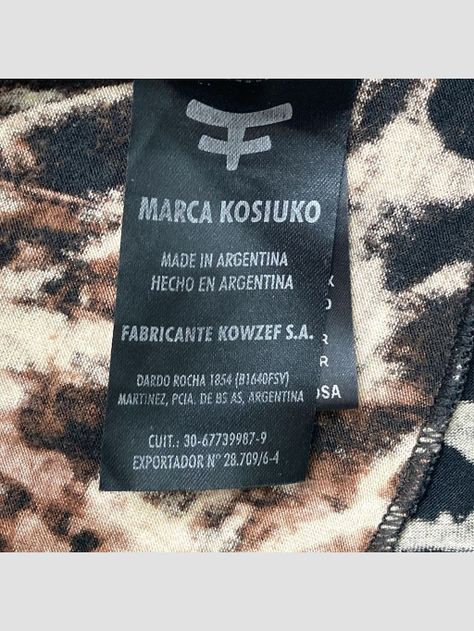 MARCA KOSIUKO
MADE IN ARGENTINA
HECHO EN ARGENTINA
FABRICANTE KOWZEF S.A.
DARDO ROCHA 1854 (B1640FSV)
MARTINEZ, PCIA. DE BS AS, ARGENTINA
CUIT.: 30-67739987-9
EXPORTADOR Nº 28.709/6-4